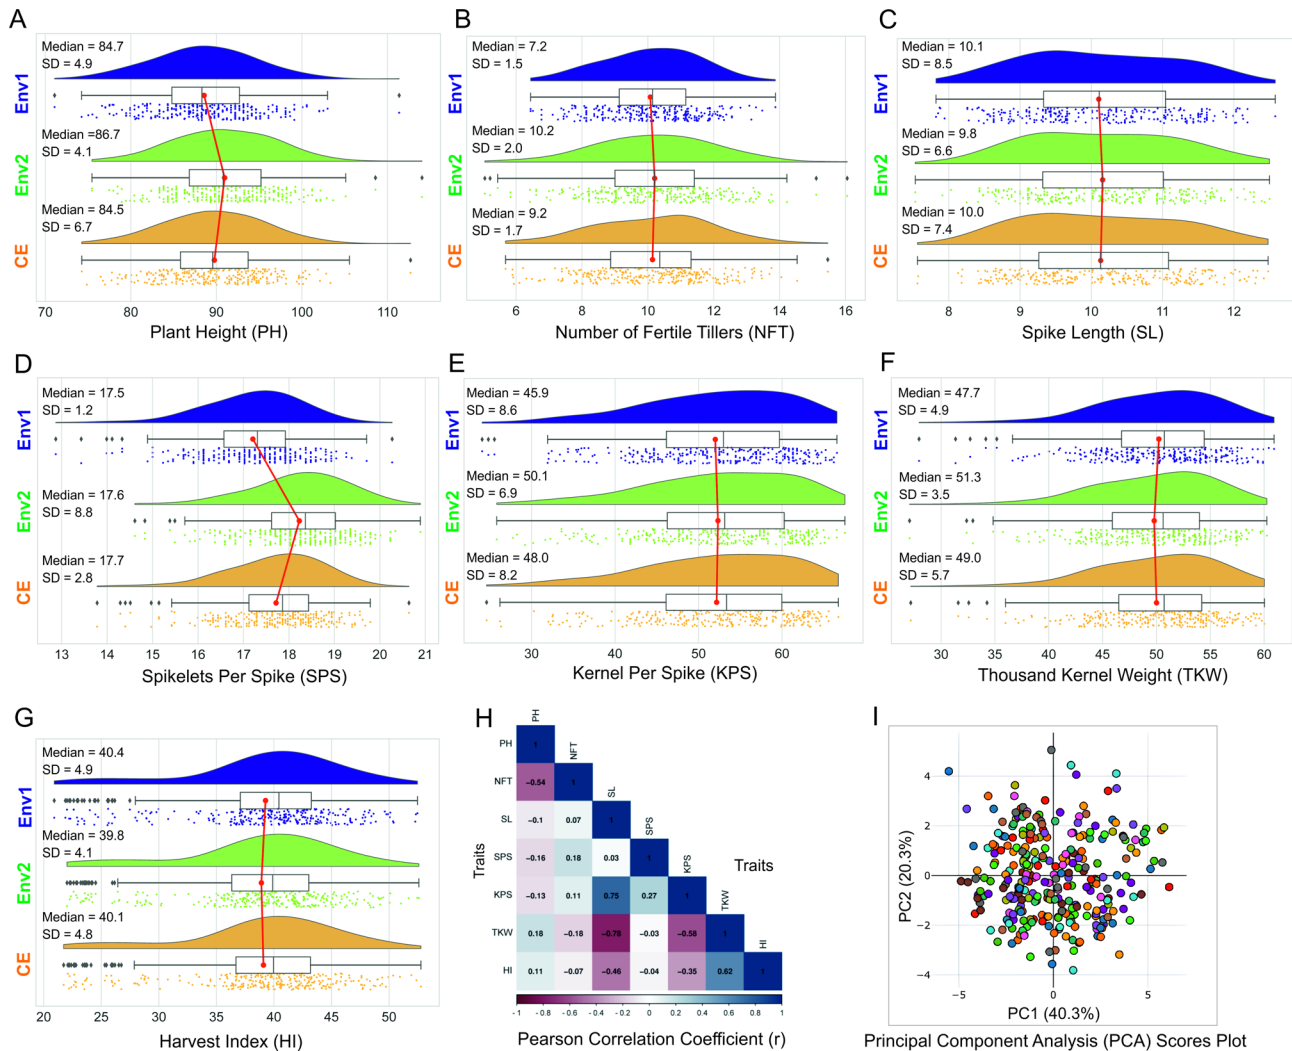 A
Median = 84.7
SD = 4.9
Env1
Median =86.7
SD = 4.1
Env2
Median = 84.5
SD = 6.7
CE
70 80 90 100 110
Plant Height (PH)
B
Median = 7.2
SD = 1.5
Env1
Median = 10.2
SD = 2.0
Env2
Median = 9.2
SD = 1.7
CE
6 8 10 12 14 16
Number of Fertile Tillers (NFT)
C
Median = 10.1
SD = 8.5
Env1
Median = 9.8
SD = 6.6
Env2
Median = 10.0
SD = 7.4
CE
8 9 10 11 12
Spike Length (SL)
D
Median = 17.5
SD = 1.2
Env1
Median = 17.6
SD = 8.8
Env2
Median = 17.7
SD = 2.8
CE
13 14 15 16 17 18 19 20 21
Spikelets Per Spike (SPS)
E
Median = 45.9
SD = 8.6
Env1
Median = 50.1
SD = 6.9
Env2
Median = 48.0
SD = 8.2
CE
30 40 50 60
Kernel Per Spike (KPS)
F
Median = 47.7
SD = 4.9
Env1
Median = 51.3
SD = 3.5
Env2
Median = 49.0
SD = 5.7
CE
30 35 40 45 50 55 60
Thousand Kernel Weight (TKW)
G
Median = 40.4
SD = 4.9
Env1
Median = 39.8
SD = 4.1
Env2
Median = 40.1
SD = 4.8
CE
20 25 30 35 40 45 50
Harvest Index (HI)
H
PH
PH 1 NFT
NFT −0.54 1 SL
SL −0.1 0.07 1 SPS
SPS −0.16 0.18 0.03 1 KPS
KPS −0.13 0.11 0.75 0.27 1 TKW
TKW 0.18 −0.18 −0.78 −0.03 −0.58 1 HI
HI 0.11 −0.07 −0.46 −0.04 −0.35 0.62 1
Traits
Traits
-1 -0.8 -0.6 -0.4 -0.2 0 0.2 0.4 0.6 0.8 1
Pearson Correlation Coefficient (r)
I
4
2
0
−2
−4
PC2 (20.3%)
−5 0 5
PC1 (40.3%)
Principal Component Analysis (PCA) Scores Plot